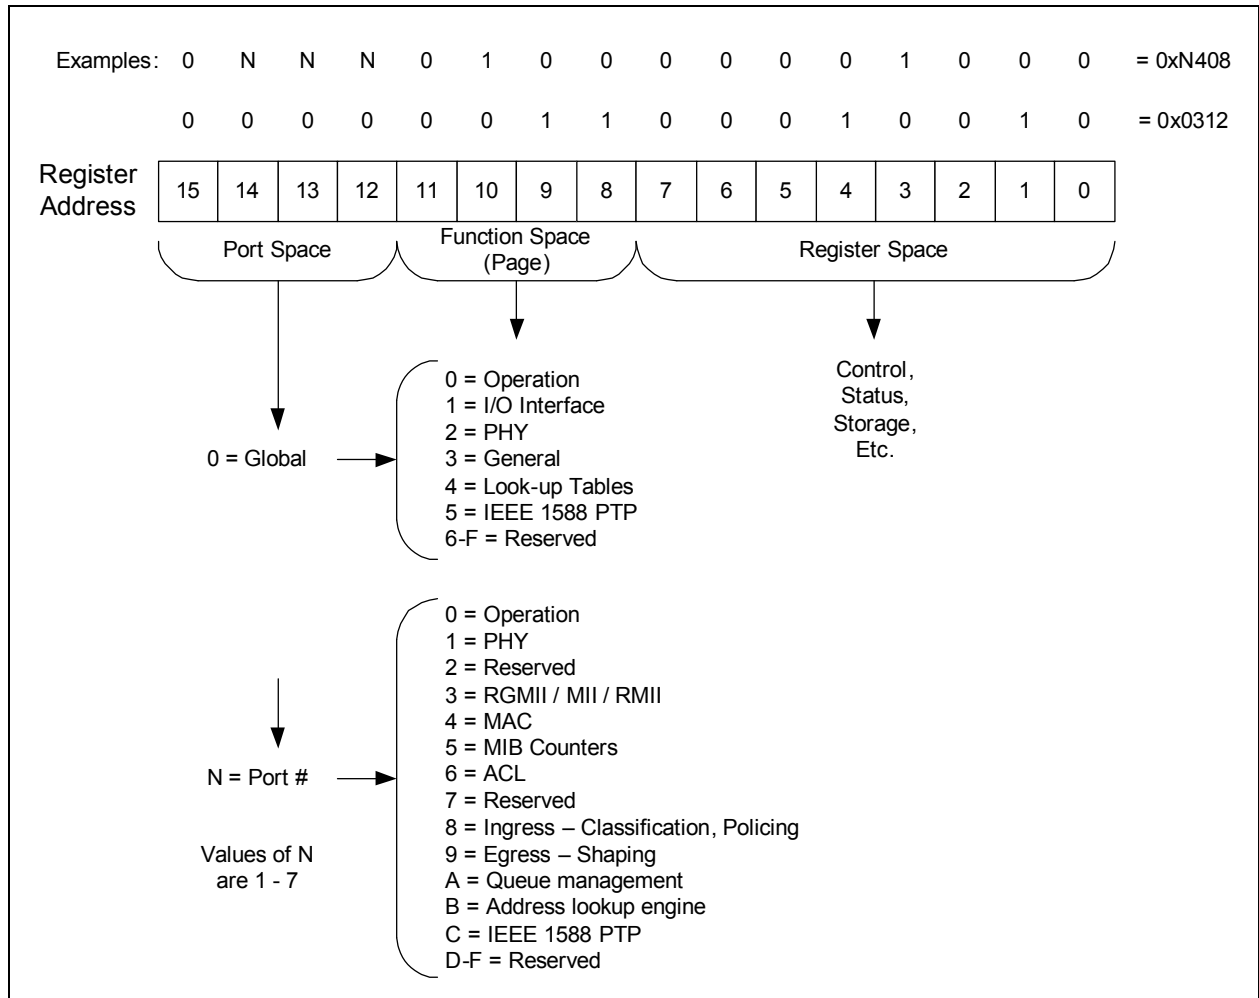 Examples: 0 N N N 0 1 0 0 0 0 0 0 1 0 0 0 = 0xN408
0 0 0 0 0 0 1 1 0 0 0 1 0 0 1 0 = 0x0312
Register
Address
15 14 13 12 11 10 9 8 7 6 5 4 3 2 1 0
Port Space
Function Space
(Page)
Register Space
0 = Global
0 = Operation
1 = I/O Interface
2 = PHY
3 = General
4 = Look-up Tables
5 = IEEE 1588 PTP
6-F = Reserved
Control,
Status,
Storage,
Etc.
N = Port #
Values of N
are 1 - 7
0 = Operation
1 = PHY
2 = Reserved
3 = RGMII / MII / RMII
4 = MAC
5 = MIB Counters
6 = ACL
7 = Reserved
8 = Ingress – Classification, Policing
9 = Egress – Shaping
A = Queue management
B = Address lookup engine
C = IEEE 1588 PTP
D-F = Reserved